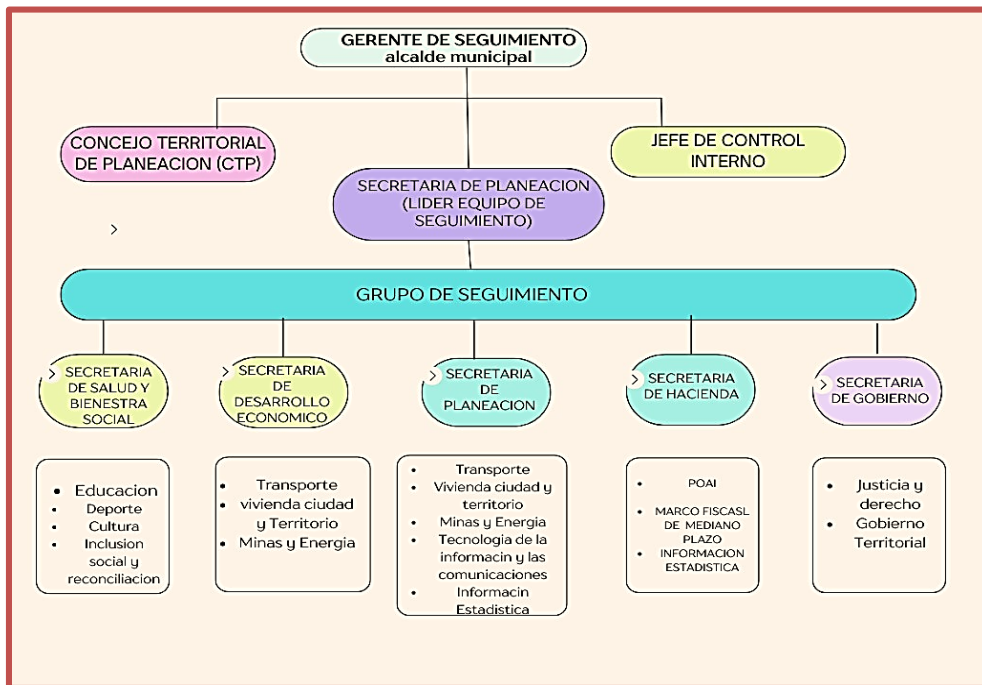 GERENTE DE SEGUIMIENTO
alcalde municipal
CONCEJO TERRITORIAL
DE PLANEACION (CTP)
JEFE DE CONTROL
INTERNO
SECRETARIA DE PLANEACION
(LIDER EQUIPO DE
SEGUIMIENTO)
GRUPO DE SEGUIMIENTO
SECRETARIA
DE SALUD Y
BIENESTRA
SOCIAL
SECRETARIA
DE
DESARROLLO
ECONOMICO
SECRETARIA
DE
PLANEACION
SECRETARIA
DE HACIENDA
SECRETARIA
DE GOBIERNO
• Educacion
• Deporte
• Cultura
• Inclusion
social y
reconciliacion
• Transporte
• vivienda ciudad
y Territorio
• Minas y Energia
• Transporte
• Vivienda ciudad y
territorio
• Minas y Energia
• Tecnologia de la
informacin y las
comunicaciones
• Informacin
Estadistica
• POAI
• MARCO FISCASL
DE MEDIANO
PLAZO
• INFORMACION
ESTADISTICA
• Justicia y
derecho
• Gobierno
Territorial